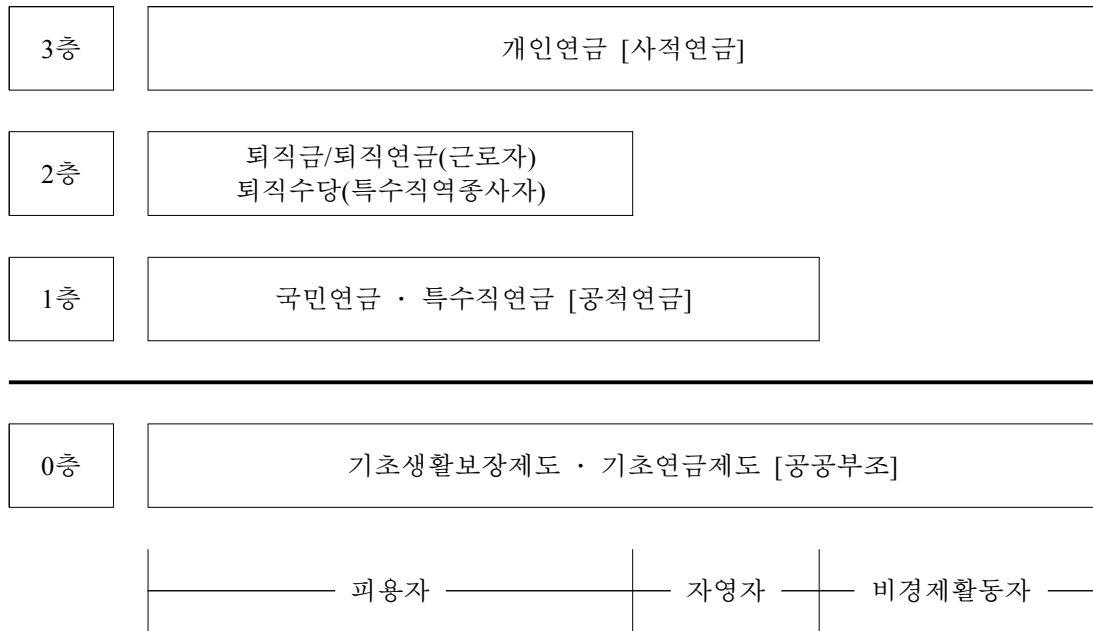 3층
개인연금 [사적연금]
2층
퇴직금/퇴직연금(근로자)
퇴직수당(특수직역종사자)
1층
국민연금 · 특수직연금 [공적연금]
0층
기초생활보장제도 · 기초연금제도 [공공부조]
피용자
자영자
비경제활동자